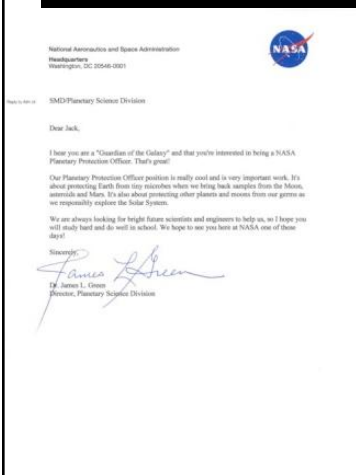 National Aeronautics and Space Administration
Headquarters
Washington, DC 20546-0001
NASA
Reply to Attn of:
SMD/Planetary Science Division
Dear Jack,
I hear you are a "Guardian of the Galaxy" and that you're interested in being a NASA
Planetary Protection Officer. That's great!
Our Planetary Protection Officer position is really cool and is very important work. It's
about protecting Earth from tiny microbes when we bring back samples from the Moon,
asteroids and Mars. It's also about protecting other planets and moons from our germs as
we responsibly explore the Solar System.
We are always looking for bright future scientists and engineers to help us, so I hope you
will study hard and do well in school. We hope to see you here at NASA one of these
days!
Sincerely,
James L Green
Dr. James L. Green
Director, Planetary Science Division